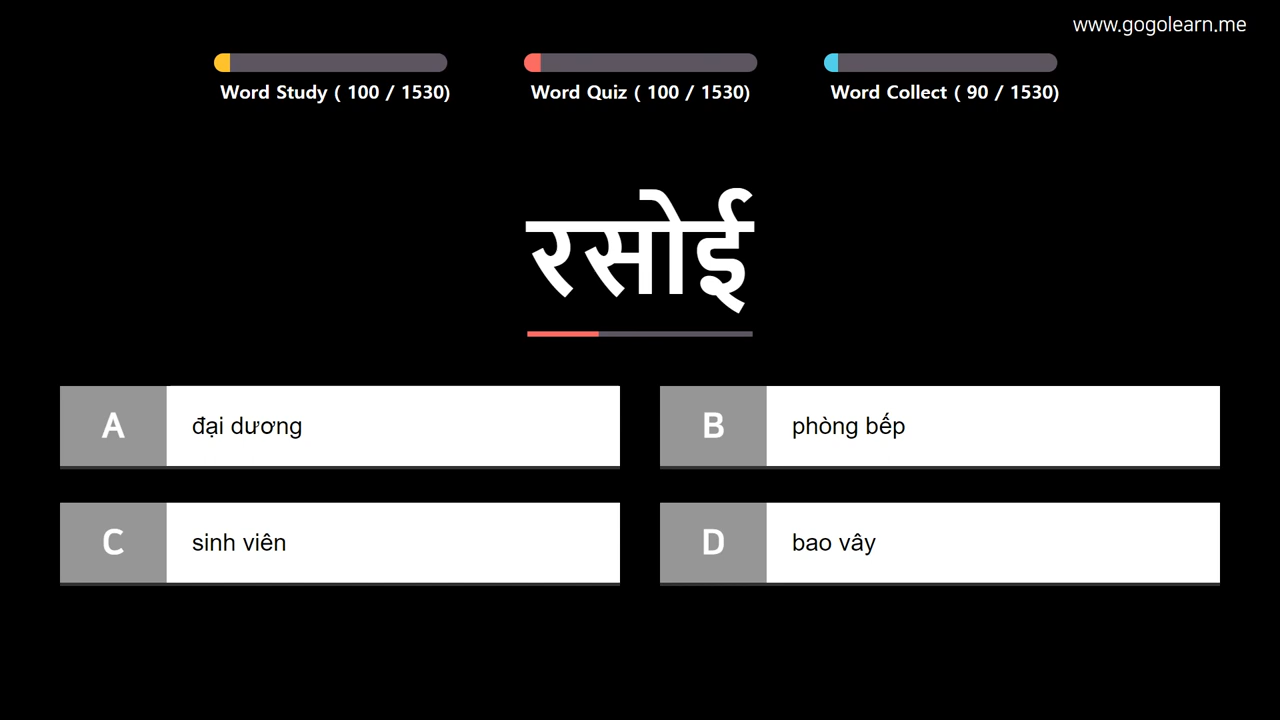 www.gogolearn.me
Word Study ( 100 / 1530) Word Quiz ( 100 / 1530) Word Collect ( 90 / 1530)
रसोई
A đại dương
B phòng bếp
C sinh viên
D bao vây